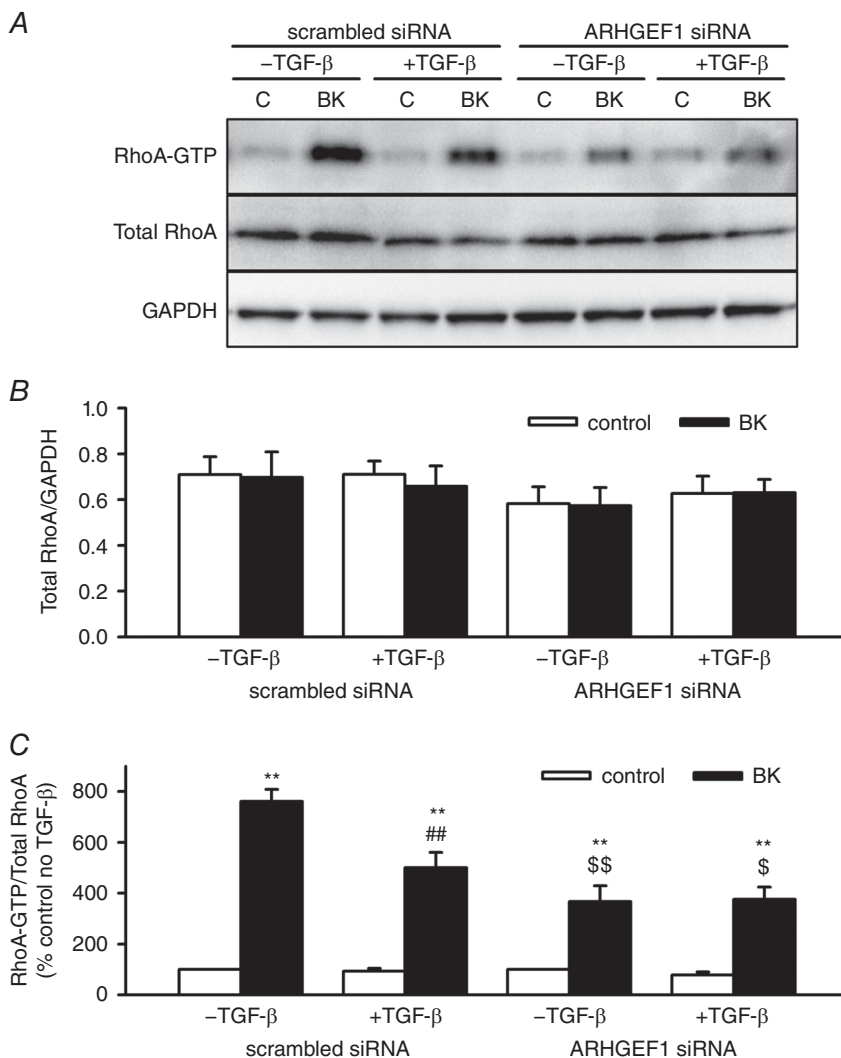 A
scrambled siRNA ARHGEF1 siRNA
–TGF-β +TGF-β –TGF-β +TGF-β
C BK C BK C BK C BK
RhoA-GTP
Total RhoA
GAPDH
B
Total RhoA/GAPDH
1.0
0.8
0.6
0.4
0.2
0.0
control BK
–TGF-β +TGF-β –TGF-β +TGF-β
scrambled siRNA ARHGEF1 siRNA
C
RhoA-GTP/Total RhoA
(% control no TGF-β)
800
600
400
200
0
control BK
**
**
##
**
$$
**
$
–TGF-β +TGF-β –TGF-β +TGF-β
scrambled siRNA ARHGEF1 siRNA